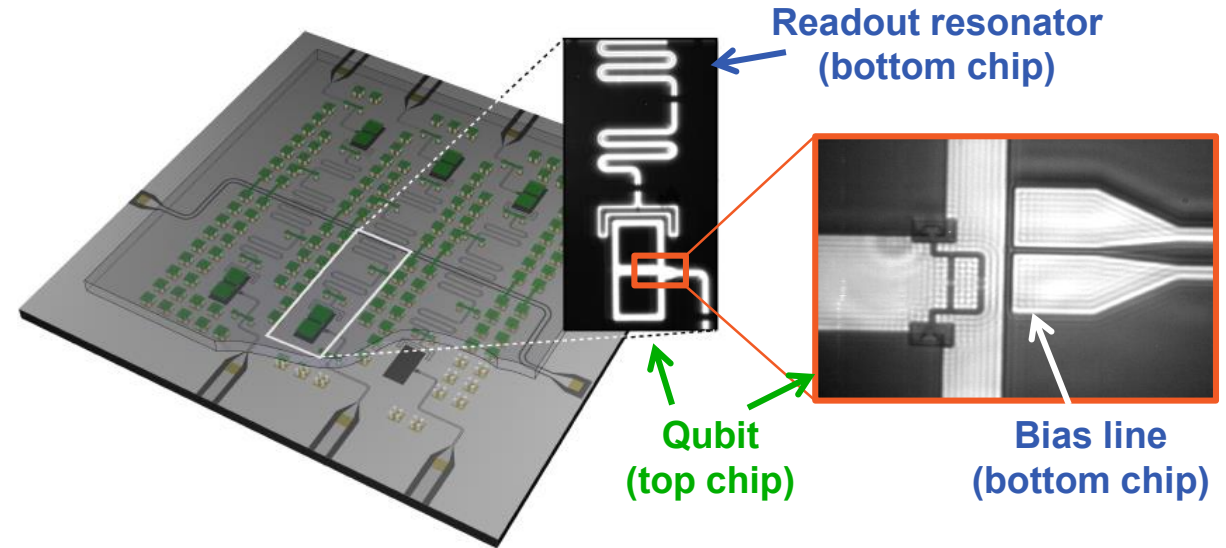 Readout resonator
(bottom chip)
Qubit
(top chip)
Bias line
(bottom chip)